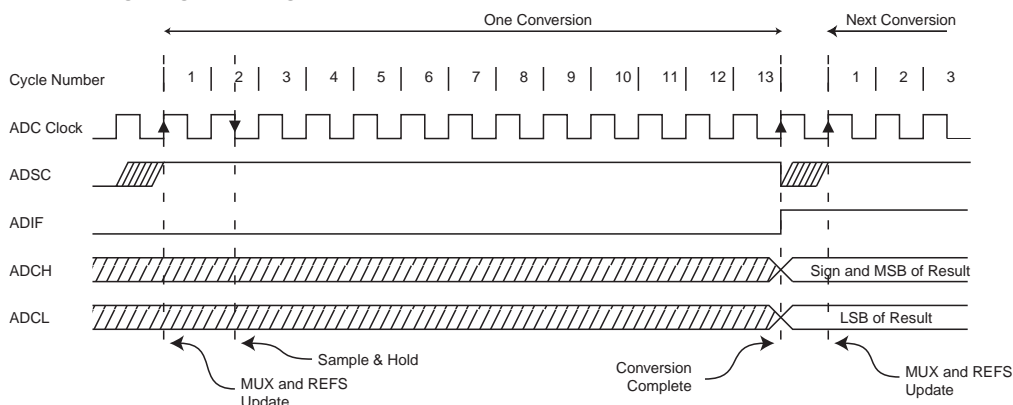 One Conversion
Next Conversion
Cycle Number 1 2 3 4 5 6 7 8 9 10 11 12 13 1 2 3
ADC Clock
ADSC
ADIF
ADCH
Sign and MSB of Result
ADCL
LSB of Result
Sample & Hold
MUX and REFS
Update
Conversion
Complete
MUX and REFS
Update